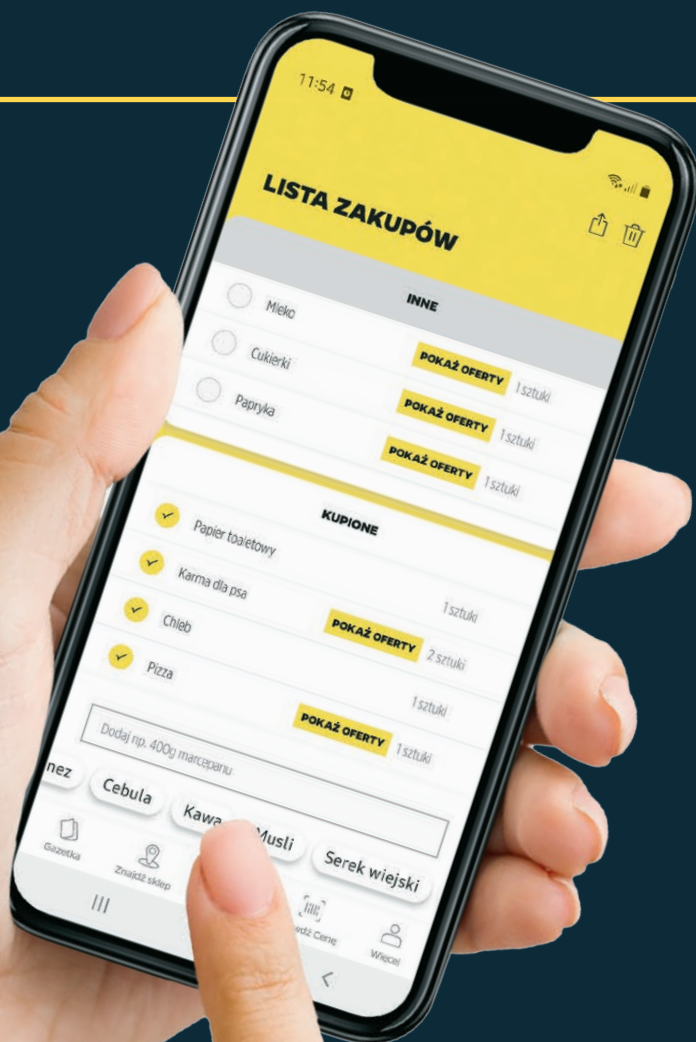 11:54
LISTA ZAKUPÓW
INNE
Mleko
POKAŻ OFERTY 1 sztuki
Cukierki
POKAŻ OFERTY 1 sztuki
Papryka
POKAŻ OFERTY 1 sztuki
KUPIONE
Papier toaletowy
1 sztuki
Karma dla psa
POKAŻ OFERTY 2 sztuki
Chleb
1 sztuki
Pizza
POKAŻ OFERTY 1 sztuki
Dodaj np. 400g marcepanu
nez Cebula Kawa Musli Serek wiejski
Gazetka Znajdź sklep wdź Cenę Więcej